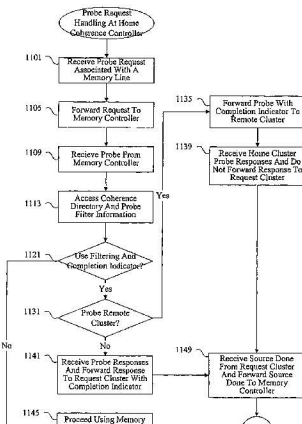 Probe Request
Handling At Home
Coherence Controller
1101
Receive Probe Request
Associated With A
Memory Line
1105
Forward Request To
Memory Controller
1109
Recieve Probe From
Memory Controller
1113
Access Coherence
Directory And Probe
Filter Information
1121
Use Filtering And
Completion Indicator?
Yes
No
1131
Probe Remote
Cluster?
Yes
No
1135
Forward Probe With
Completion Indicator To
Remote Cluster
1139
Receive Home Cluster
Probe Responses And Do
Not Forward Response To
Request Cluster
1141
Receive Probe Responses
And Forward Response
To Request Cluster With
Completion Indicator
1149
Receive Source Done
From Request Cluster
And Forward Source
Done To Memory
Controller
1145
Proceed Using Memory